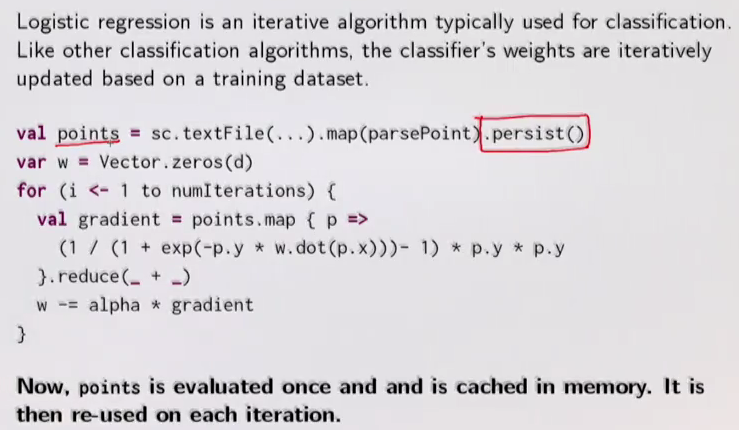 Logistic regression is an iterative algorithm typically used for classification.
Like other classification algorithms, the classifier's weights are iteratively
updated based on a training dataset.
val points = sc.textFile(...).map(parsePoint).persist()
var w = Vector.zeros(d)
for (i <- 1 to numIterations) {
  val gradient = points.map { p =>
    (1 / (1 + exp(-p.y * w.dot(p.x)))- 1) * p.y * p.y
  }.reduce(_ + _)
  w -= alpha * gradient
}
Now, points is evaluated once and and is cached in memory. It is
then re-used on each iteration.